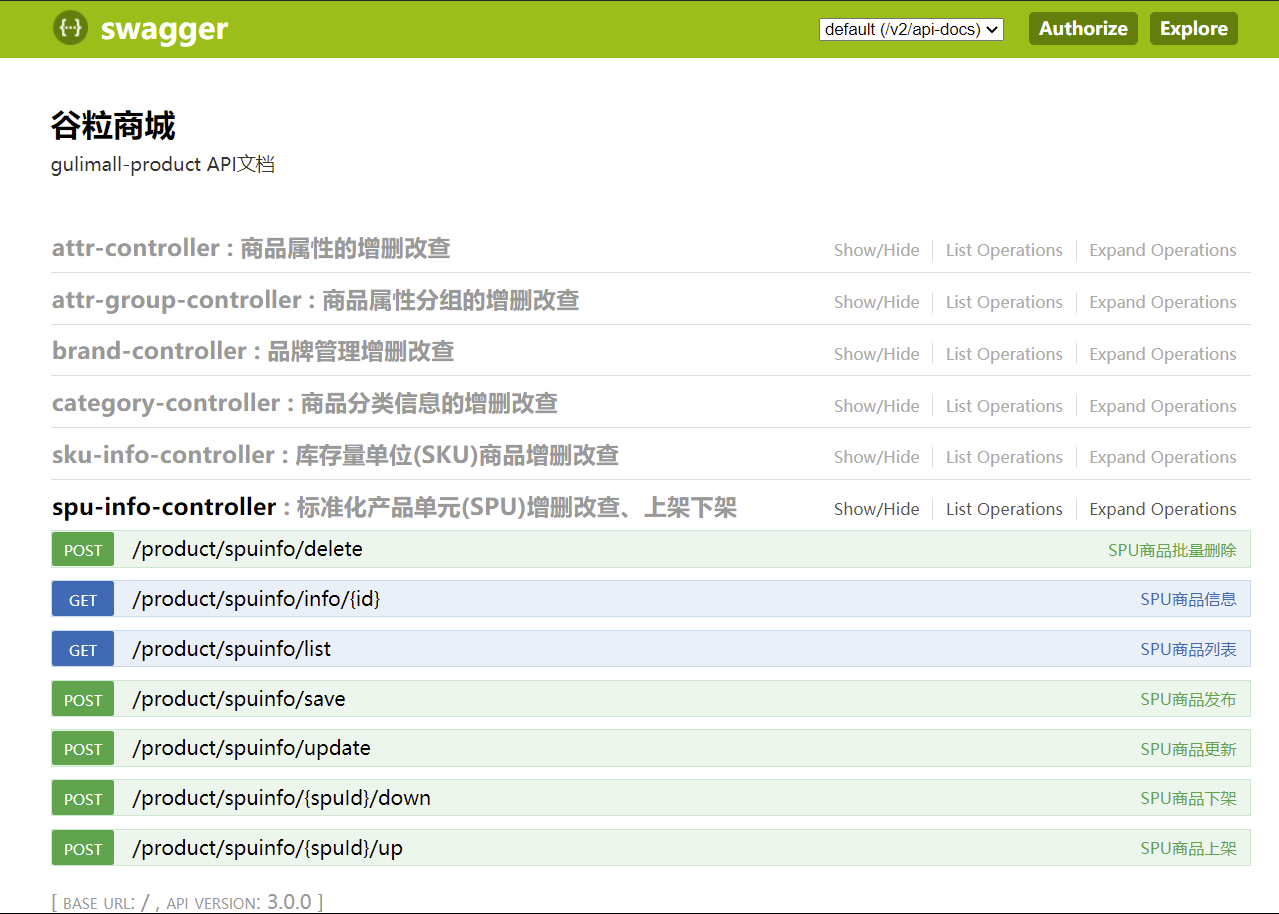 {···} swagger default (/v2/api-docs) Authorize Explore
谷粒商城
gulimall-product API文档
attr-controller : 商品属性的增删改查 Show/Hide List Operations Expand Operations
attr-group-controller : 商品属性分组的增删改查 Show/Hide List Operations Expand Operations
brand-controller : 品牌管理增删改查 Show/Hide List Operations Expand Operations
category-controller : 商品分类信息的增删改查 Show/Hide List Operations Expand Operations
sku-info-controller : 库存量单位(SKU)商品增删改查 Show/Hide List Operations Expand Operations
spu-info-controller : 标准化产品单元(SPU)增删改查、上架下架 Show/Hide List Operations Expand Operations
POST /product/spuinfo/delete SPU商品批量删除
GET /product/spuinfo/info/{id} SPU商品信息
GET /product/spuinfo/list SPU商品列表
POST /product/spuinfo/save SPU商品发布
POST /product/spuinfo/update SPU商品更新
POST /product/spuinfo/{spuId}/down SPU商品下架
POST /product/spuinfo/{spuId}/up SPU商品上架
[ BASE URL: / , API VERSION: 3.0.0 ]